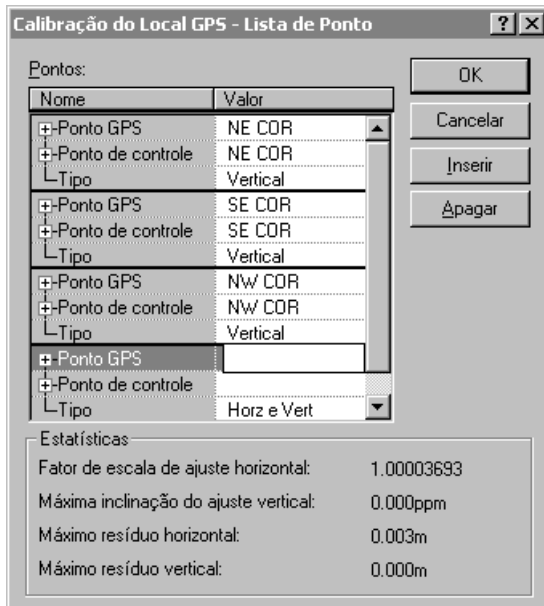 Calibração do Local GPS - Lista de Ponto
Pontos:
Nome Valor
Ponto GPS NE COR
Ponto de controle NE COR
Tipo Vertical
Ponto GPS SE COR
Ponto de controle SE COR
Tipo Vertical
Ponto GPS NW COR
Ponto de controle NW COR
Tipo Vertical
Ponto GPS
Ponto de controle
Tipo Horz e Vert
OK
Cancelar
Inserir
Apagar
Estatísticas
Fator de escala de ajuste horizontal: 1.00003693
Máxima inclinação do ajuste vertical: 0.000ppm
Máximo resíduo horizontal: 0.003m
Máximo resíduo vertical: 0.000m